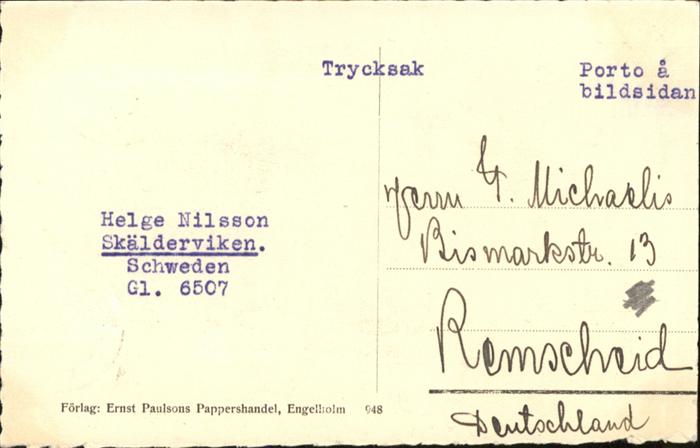 Trycksak
Porto å
bildsidan
Helge Nilsson
Skälderviken.
Schweden
Gl. 6507
Herrn H. Michaelis
Bismarkstr. 13
Remscheid
Deutschland
Förlag: Ernst Paulsons Pappershandel, Engelholm 948